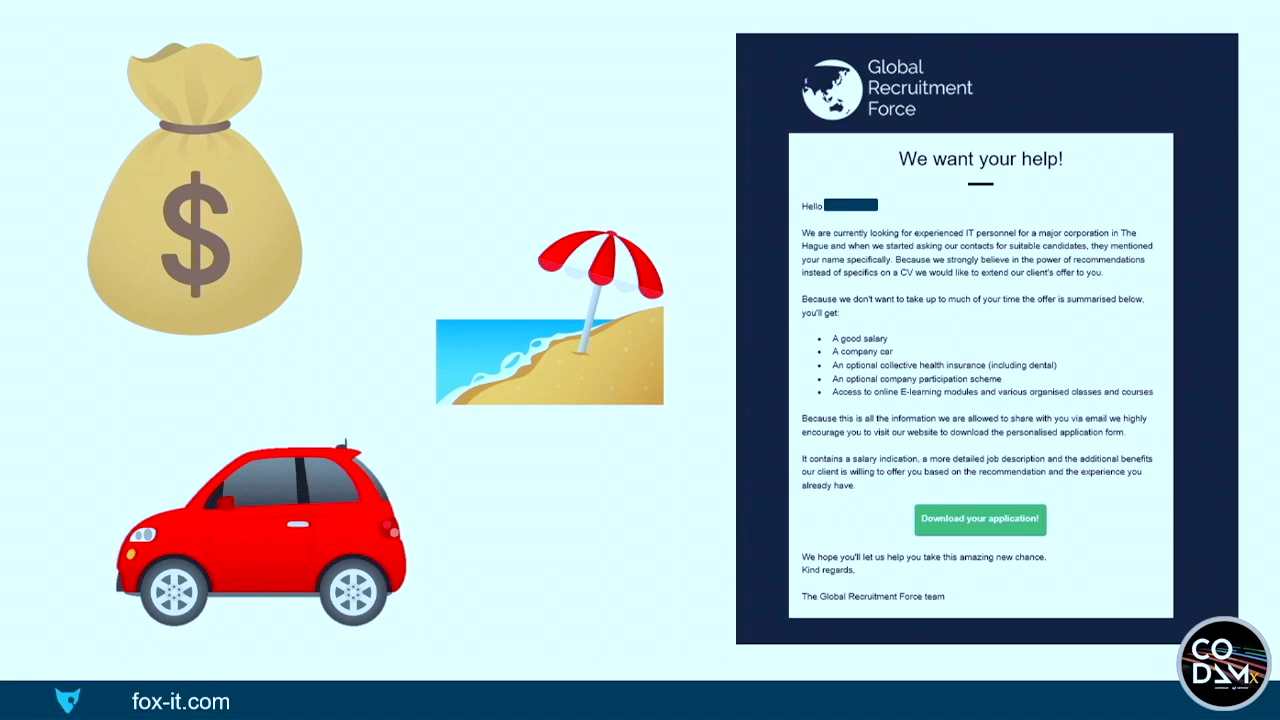 $
Global
Recruitment
Force
We want your help!
Hello
We are currently looking for experienced IT personnel for a major corporation in The
Hague and when we started asking our contacts for suitable candidates, they mentioned
your name specifically. Because we strongly believe in the power of recommendations
instead of specifics on a CV we would like to extend our client's offer to you.
Because we don't want to take up to much of your time the offer is summarised below,
you'll get:
• A good salary
• A company car
• An optional collective health insurance (including dental)
• An optional company participation scheme
• Access to online E-learning modules and various organised classes and courses
Because this is all the information we are allowed to share with you via email we highly
encourage you to visit our website to download the personalised application form.
It contains a salary indication, a more detailed job description and the additional benefits
our client is willing to offer you based on the recommendation and the experience you
already have.
Download your application!
We hope you'll let us help you take this amazing new chance.
Kind regards,
The Global Recruitment Force team
fox-it.com
CO